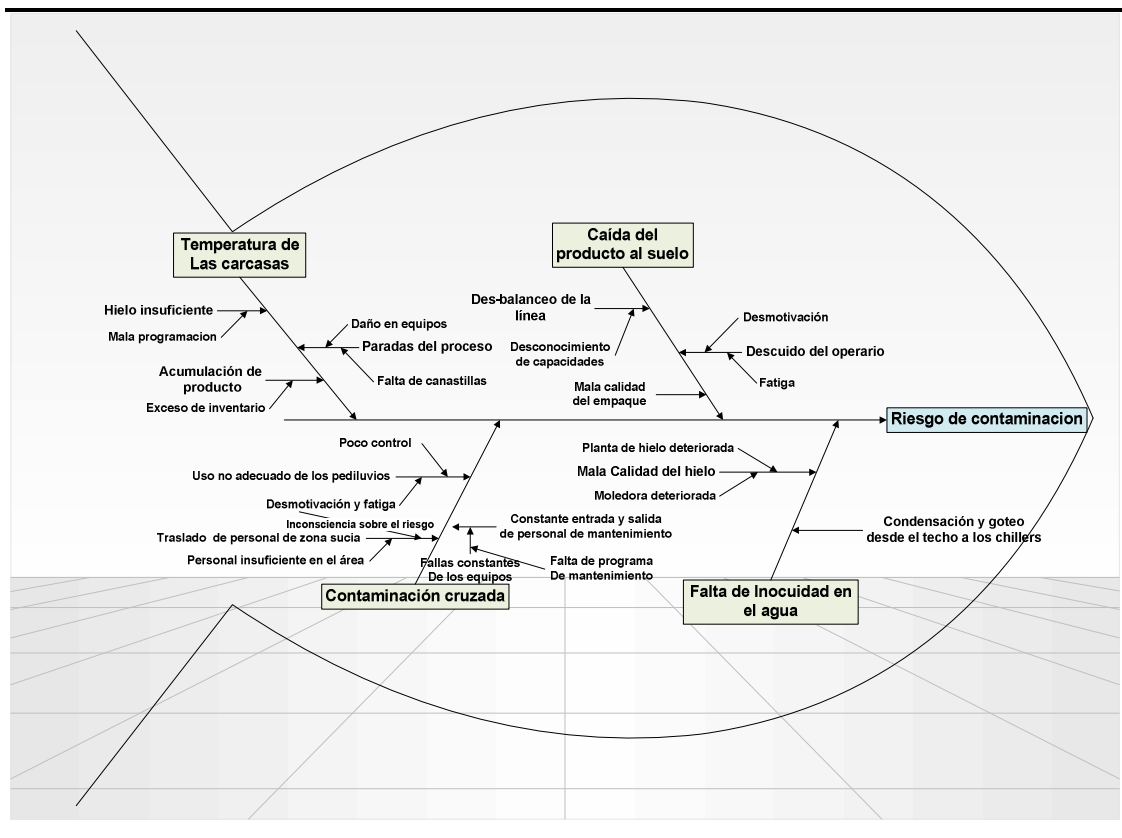 Temperatura de
Las carcasas
Caída del
producto al suelo
Hielo insuficiente
Mala programacion
Daño en equipos
Paradas del proceso
Falta de canastillas
Acumulación de
producto
Exceso de inventario
Des-balanceo de la
línea
Desconocimiento
de capacidades
Mala calidad
del empaque
Desmotivación
Descuido del operario
Fatiga
Riesgo de contaminacion
Poco control
Uso no adecuado de los pediluvios
Desmotivación y fatiga
Inconsciencia sobre el riesgo
Traslado de personal de zona sucia
Personal insuficiente en el área
Constante entrada y salida
de personal de mantenimiento
Fallas constantes
De los equipos
Falta de programa
De mantenimiento
Contaminación cruzada
Planta de hielo deteriorada
Mala Calidad del hielo
Moledora deteriorada
Condensación y goteo
desde el techo a los chillers
Falta de Inocuidad en
el agua